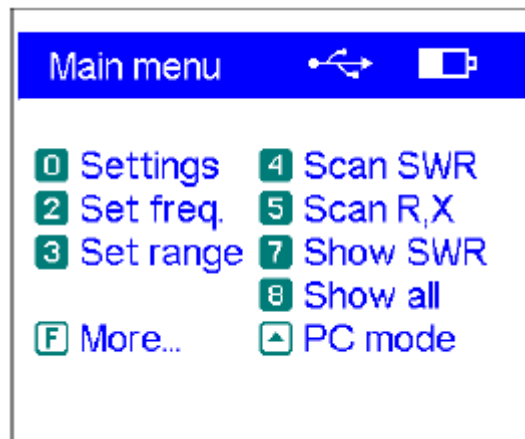 Main menu
0 Settings 4 Scan SWR
2 Set freq. 5 Scan R,X
3 Set range 7 Show SWR
8 Show all
F More... PC mode